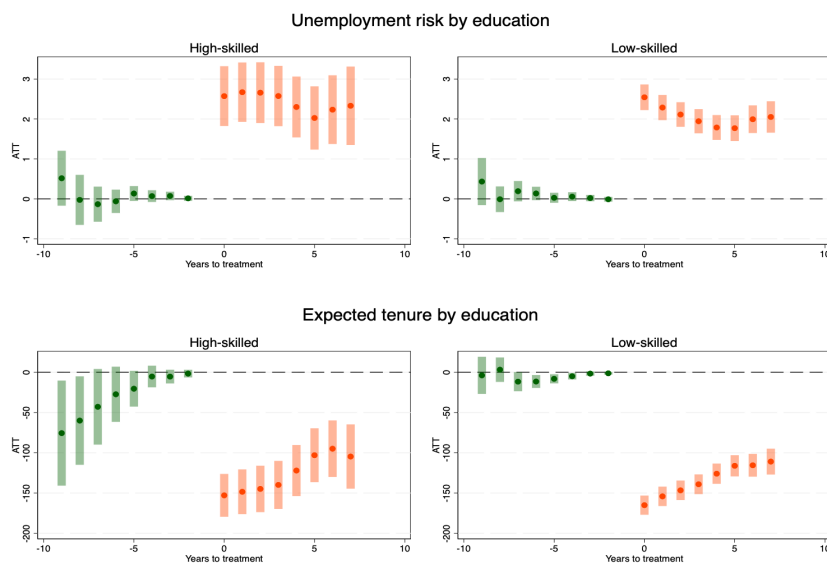 Unemployment risk by education
High-skilled
Low-skilled
ATT
3
2
1
0
-1
-10
-5
0
5
10
Years to treatment
ATT
3
2
1
0
-1
-10
-5
0
5
10
Years to treatment
Expected tenure by education
High-skilled
Low-skilled
ATT
0
-50
-100
-150
-200
-10
-5
0
5
10
Years to treatment
ATT
0
-50
-100
-150
-200
-10
-5
0
5
10
Years to treatment